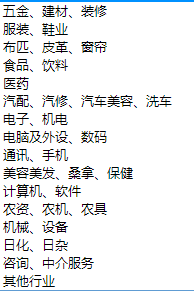 五金、建材、装修
服装、鞋业
布匹、皮革、窗帘
食品、饮料
医药
汽配、汽修、汽车美容、洗车
电子、机电
电脑及外设、数码
通讯、手机
美容美发、桑拿、保健
计算机、软件
农资、农机、农具
机械、设备
日化、日杂
咨询、中介服务
其他行业